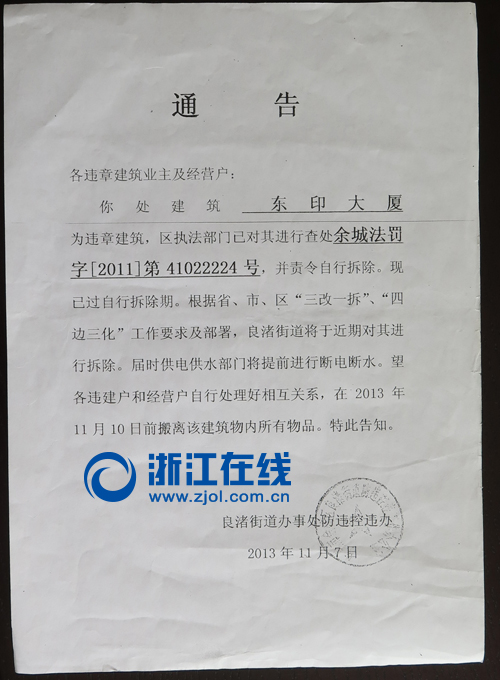 通 告
各违章建筑业主及经营户：
你处建筑 东印大厦
为违章建筑，区执法部门已对其进行查处余城法罚
字[2011]第 41022224 号，并责令自行拆除。现
已过自行拆除期。根据省、市、区“三改一拆”、“四
边三化”工作要求及部署，良渚街道将于近期对其进
行拆除。届时供电供水部门将提前进行断电断水。望
各违建户和经营户自行处理好相互关系，在 2013 年
11 月 10 日前搬离该建筑物内所有物品。特此告知。
浙江在线
www.zjol.com.cn
良渚街道办事处防违控违办
2013 年 11 月 7 日